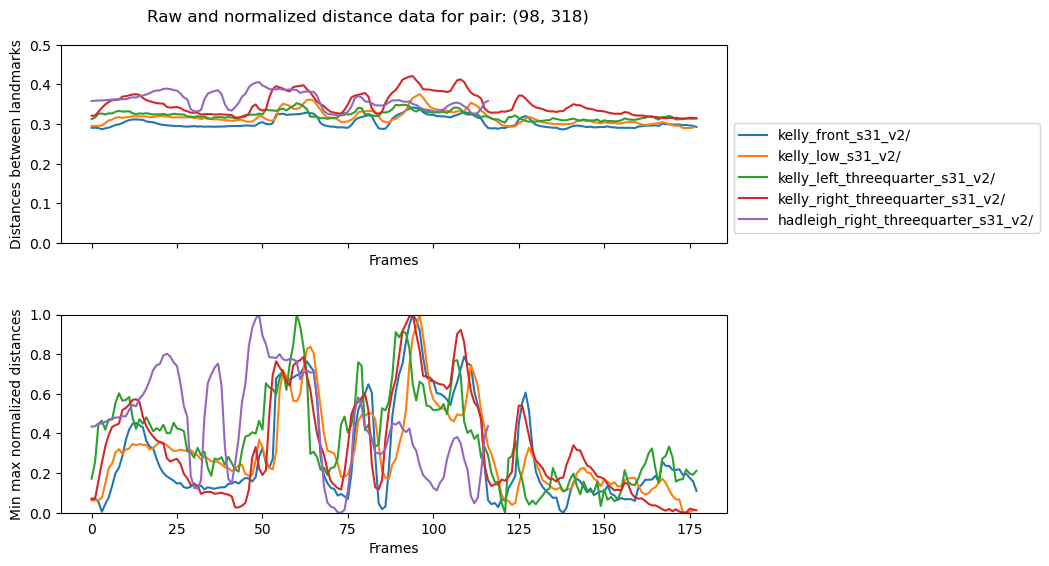 Raw and normalized distance data for pair: (98, 318)
Distances between landmarks
0.5
0.4
0.3
0.2
0.1
0.0
Frames
kelly_front_s31_v2/
kelly_low_s31_v2/
kelly_left_threequarter_s31_v2/
kelly_right_threequarter_s31_v2/
hadleigh_right_threequarter_s31_v2/
Min max normalized distances
1.0
0.8
0.6
0.4
0.2
0.0
0 25 50 75 100 125 150 175
Frames